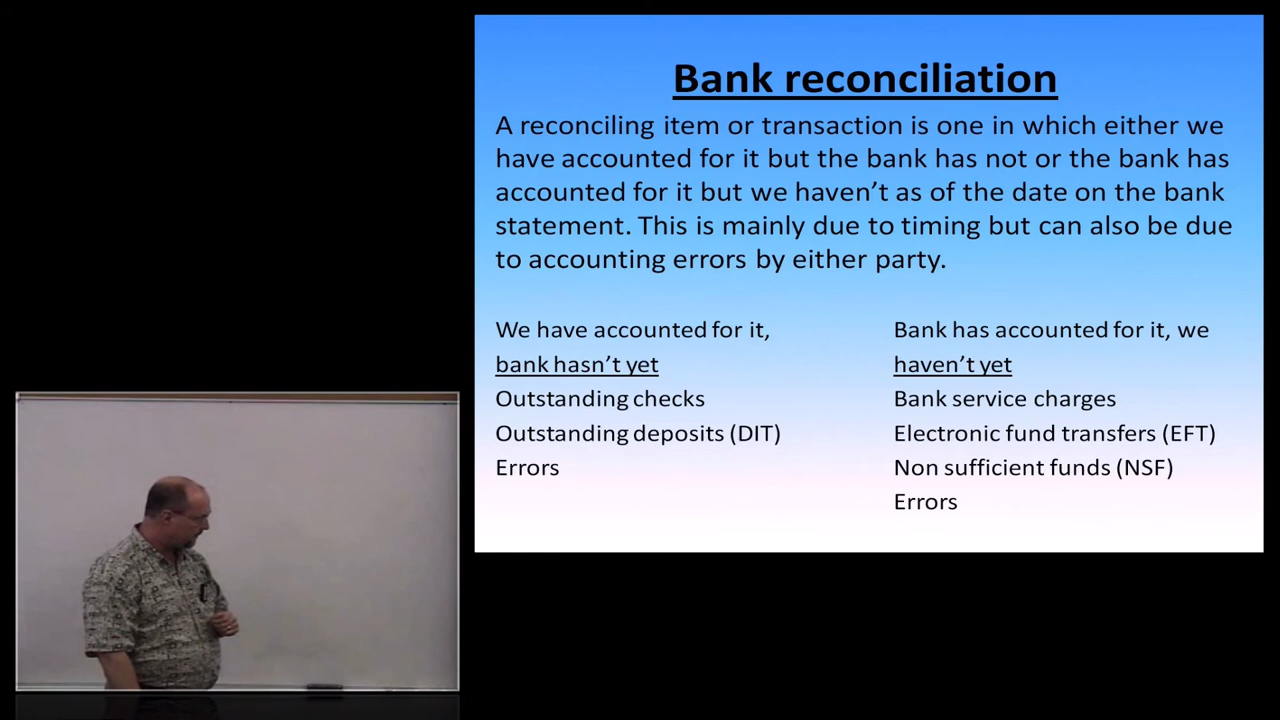 Bank reconciliation
A reconciling item or transaction is one in which either we
have accounted for it but the bank has not or the bank has
accounted for it but we haven’t as of the date on the bank
statement. This is mainly due to timing but can also be due
to accounting errors by either party.
We have accounted for it,
bank hasn’t yet
Outstanding checks
Outstanding deposits (DIT)
Errors
Bank has accounted for it, we
haven’t yet
Bank service charges
Electronic fund transfers (EFT)
Non sufficient funds (NSF)
Errors